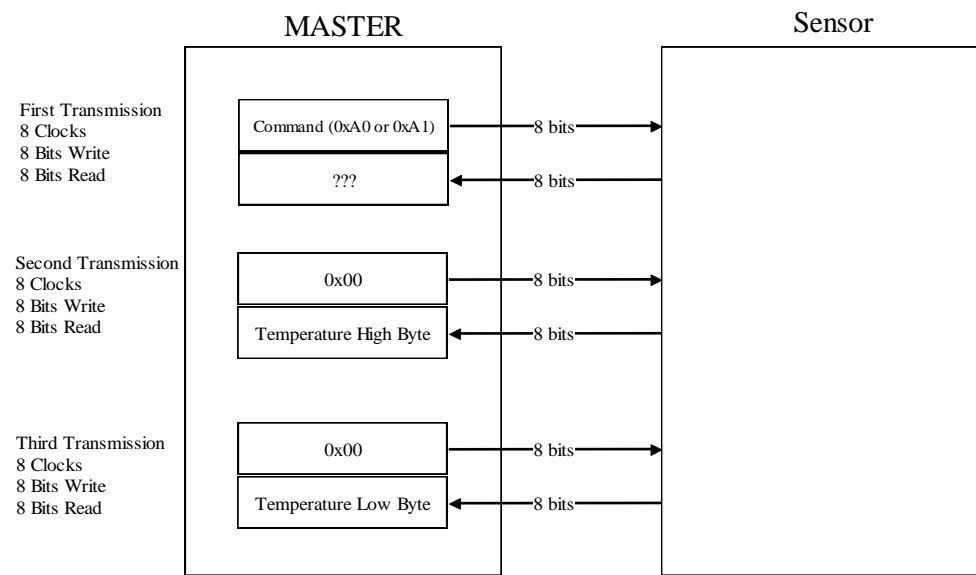 MASTER
Sensor
First Transmission
8 Clocks
8 Bits Write
8 Bits Read
Command (0xA0 or 0xA1)
8 bits
???
8 bits
Second Transmission
8 Clocks
8 Bits Write
8 Bits Read
0x00
8 bits
Temperature High Byte
8 bits
Third Transmission
8 Clocks
8 Bits Write
8 Bits Read
0x00
8 bits
Temperature Low Byte
8 bits